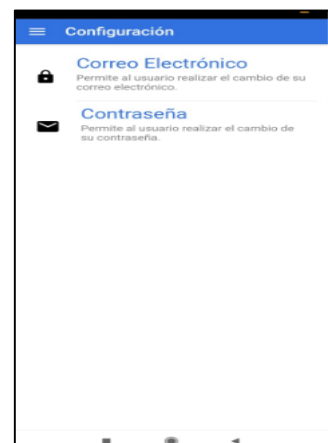 Configuración
Correo Electrónico
Permite al usuario realizar el cambio de su
correo electrónico.
Contraseña
Permite al usuario realizar el cambio de
su contraseña.